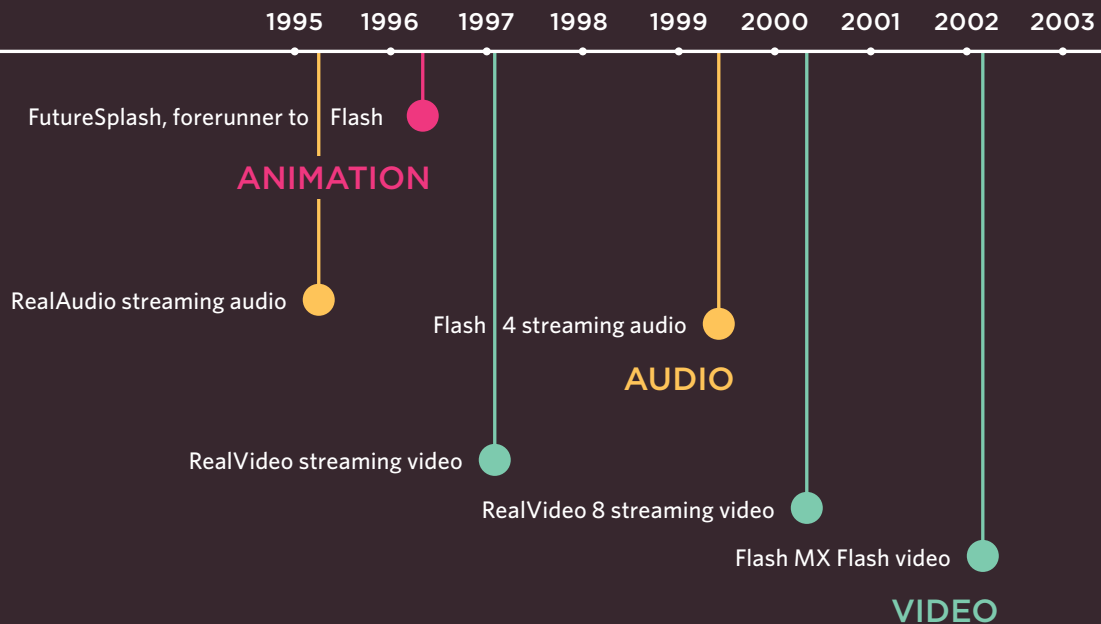 1995 1996 1997 1998 1999 2000 2001 2002 2003
FutureSplash, forerunner to Flash
ANIMATION
RealAudio streaming audio
Flash 4 streaming audio
AUDIO
RealVideo streaming video
RealVideo 8 streaming video
Flash MX Flash video
VIDEO